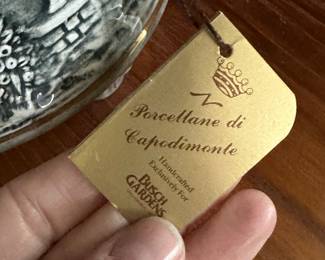 N
Porcellane di
Capodimonte
Handcrafted
Exclusively For
BUSCH
GARDENS